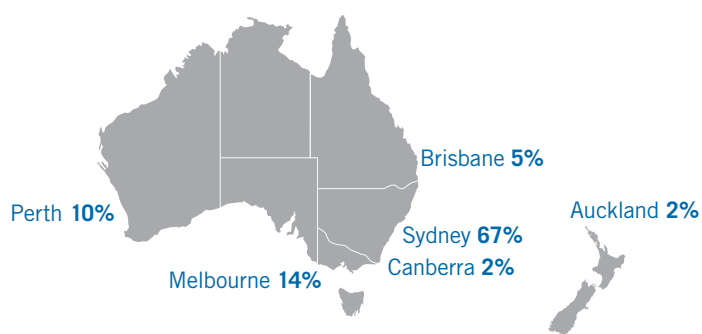 Brisbane 5%
Perth 10%
Auckland 2%
Sydney 67%
Canberra 2%
Melbourne 14%